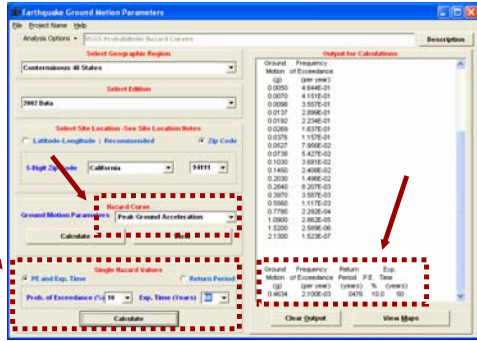 Earthquake Ground Motion Parameters
File Project Name Help
Analysis Options
USGS Probabilistic Hazard Curves
Description
Select Geographic Region
Conterminous 48 States
Select Edition
2002 Data
Select Site Location -See Site Location Notes
Latitude-Longitude ( Recommended Zip Code
5-Digit Zip Code California 94111
Hazard Curve
Ground Motion Parameters Peak Ground Acceleration
Calculate View
Single Hazard Values
PE and Exp. Time Return Period
Prob. of Exceedance (%) 10 Exp. Time (Years) 50
Calculate
Output for Calculations
Ground Frequency
Motion of Exceedance
(g) (per year)
0.0050 4.644E-01
0.0070 4.151E-01
0.0098 3.557E-01
0.0137 2.899E-01
0.0192 2.234E-01
0.0269 1.637E-01
0.0376 1.157E-01
0.0527 7.956E-02
0.0738 5.427E-02
0.1030 3.681E-02
0.1450 2.408E-02
0.2030 1.496E-02
0.2840 8.207E-03
0.3970 3.587E-03
0.5560 1.117E-03
0.7780 2.292E-04
1.0900 2.862E-05
1.5200 2.589E-06
2.1300 1.523E-07
Ground Frequency Return Exp.
Motion of Exceedance Period P.E. Time
(g) (per year) (years) % (years)
0.4634 2.100E-03 0476 10.0 50
Clear Output View Maps